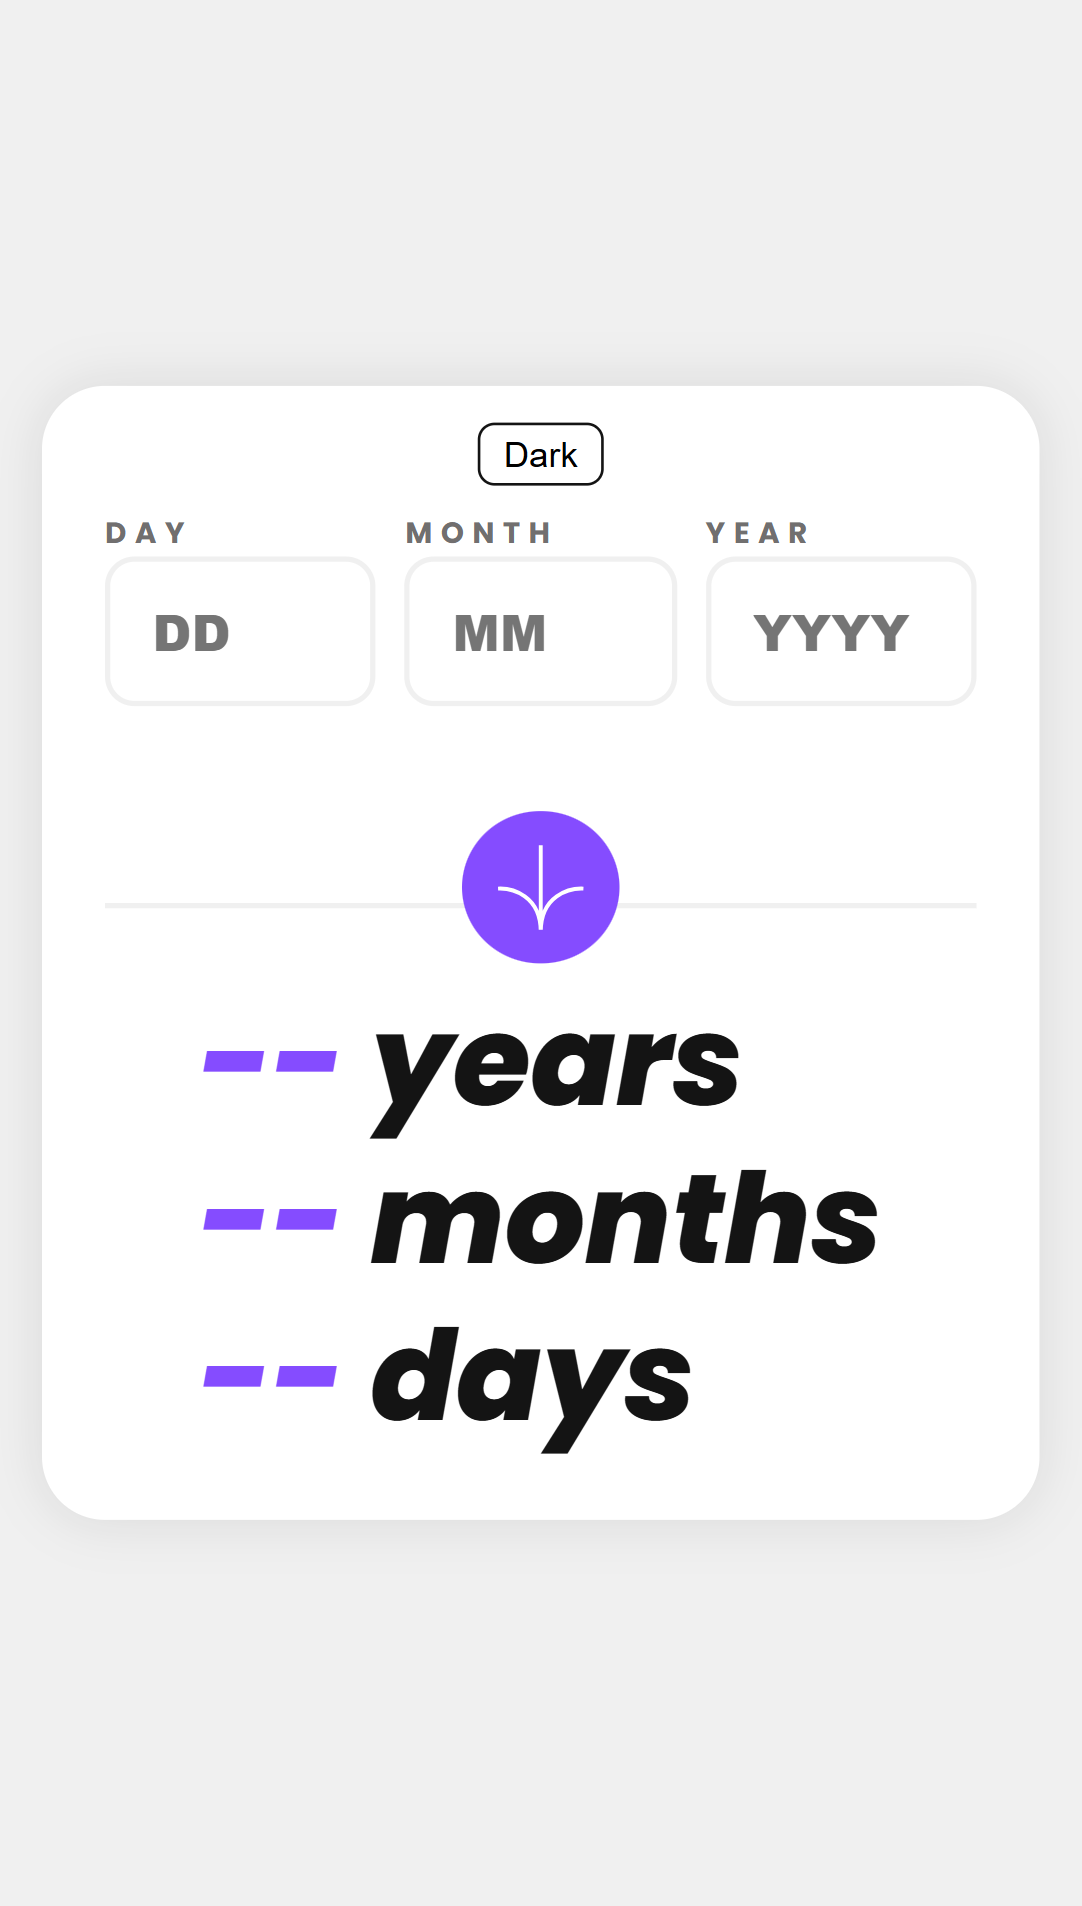 Dark
DAY MONTH YEAR
DD MM YYYY
-- years
-- months
-- days